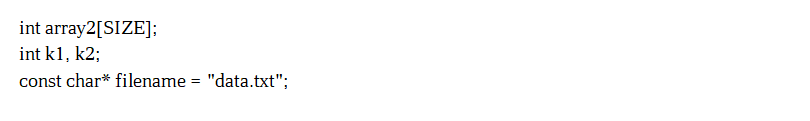 int array2[SIZE];
int k1, k2;
const char* filename = "data.txt";